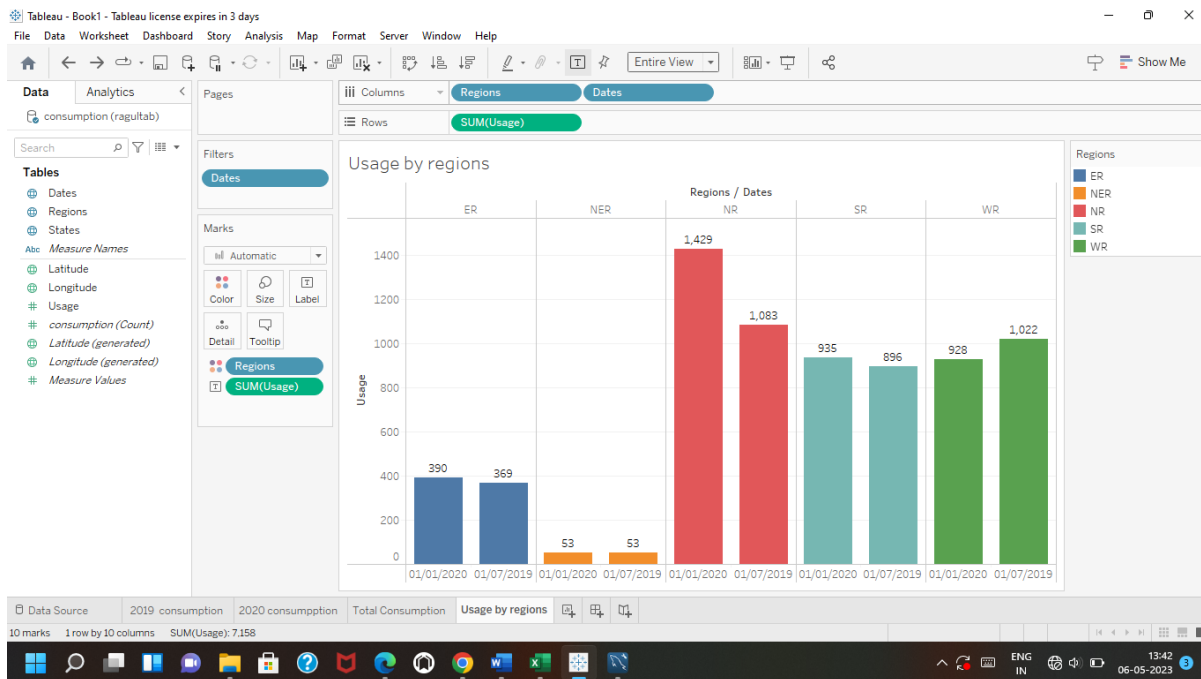 Tableau - Book1 - Tableau license expires in 3 days
File Data Worksheet Dashboard Story Analysis Map Format Server Window Help
Entire View
Show Me
Data Analytics
consumption (ragultab)
Search
Tables
Dates
Regions
States
Abc Measure Names
Latitude
Longitude
# Usage
# consumption (Count)
Latitude (generated)
Longitude (generated)
# Measure Values
Pages
Filters
Dates
Marks
Automatic
Color Size Label
Detail Tooltip
Regions
SUM(Usage)
Columns Regions Dates
Rows SUM(Usage)
Usage by regions
Regions / Dates
ER NER NR SR WR
Usage
1400
1200
1000
800
600
400
200
0
390 369 53 53 1,429 1,083 935 896 928 1,022
01/01/2020 01/07/2019 01/01/2020 01/07/2019 01/01/2020 01/07/2019 01/01/2020 01/07/2019 01/01/2020 01/07/2019
Regions
ER
NER
NR
SR
WR
Data Source 2019 consumption 2020 consumpption Total Consumption Usage by regions
10 marks 1 row by 10 columns SUM(Usage): 7,158
ENG
IN
13:42
06-05-2023
3